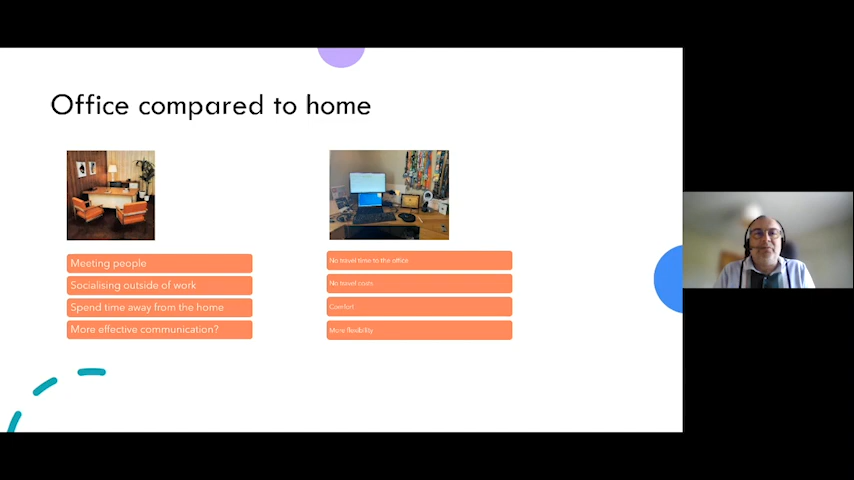 Office compared to home
Meeting people
Socialising outside of work
Spend time away from the home
More effective communication?
No travel time to the office
No travel costs
Comfort
More flexibility